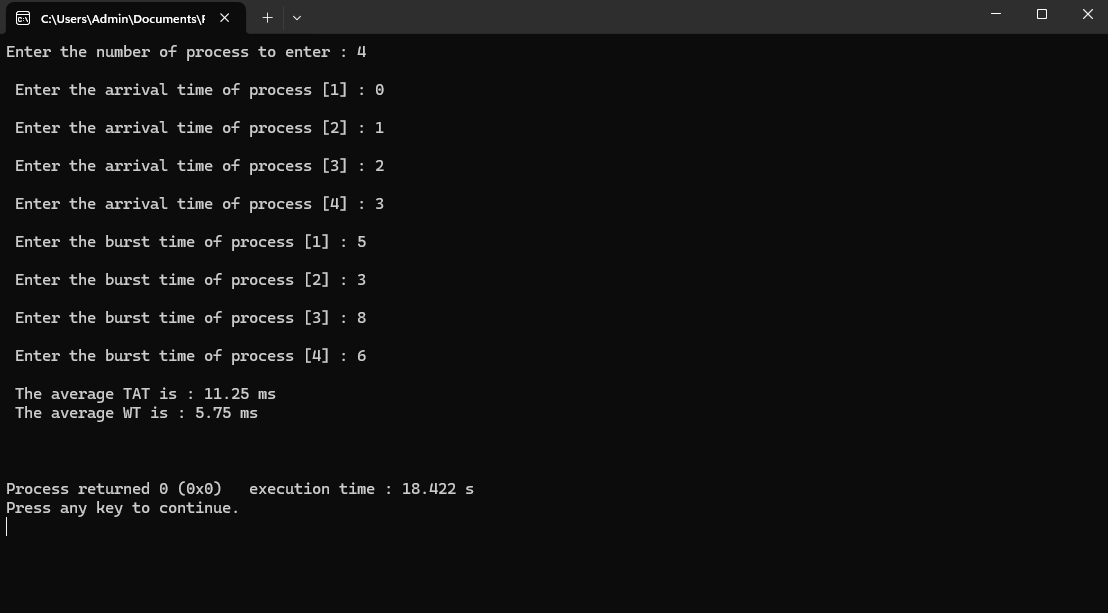 C:\Users\Admin\Documents\F
Enter the number of process to enter : 4
Enter the arrival time of process [1] : 0
Enter the arrival time of process [2] : 1
Enter the arrival time of process [3] : 2
Enter the arrival time of process [4] : 3
Enter the burst time of process [1] : 5
Enter the burst time of process [2] : 3
Enter the burst time of process [3] : 8
Enter the burst time of process [4] : 6
The average TAT is : 11.25 ms
The average WT is : 5.75 ms
Process returned 0 (0x0)   execution time : 18.422 s
Press any key to continue.